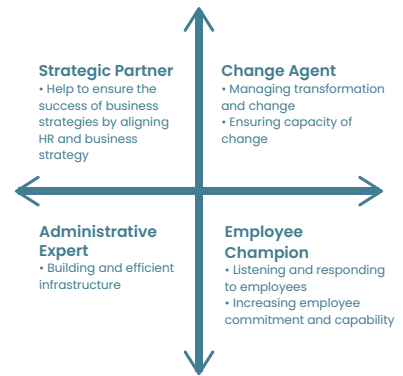 Strategic Partner
• Help to ensure the
success of business
strategies by aligning
HR and business
strategy
Change Agent
• Managing transformation
and change
• Ensuring capacity of
change
Administrative
Expert
• Building and efficient
infrastructure
Employee
Champion
• Listening and responding
to employees
• Increasing employee
commitment and capability